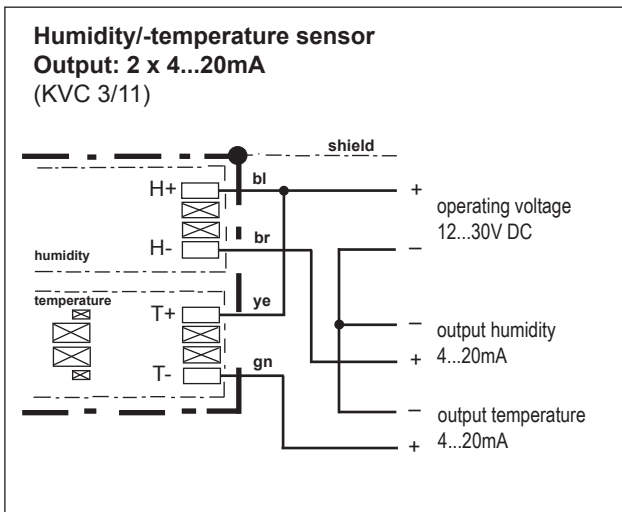 Humidity/-temperature sensor
Output: 2 x 4...20mA
(KVC 3/11)
shield
H+
bl
+
operating voltage
12...30V DC
H-
br
–
humidity
temperature
T+
ye
–
output humidity
+
4...20mA
T-
gn
–
output temperature
+
4...20mA